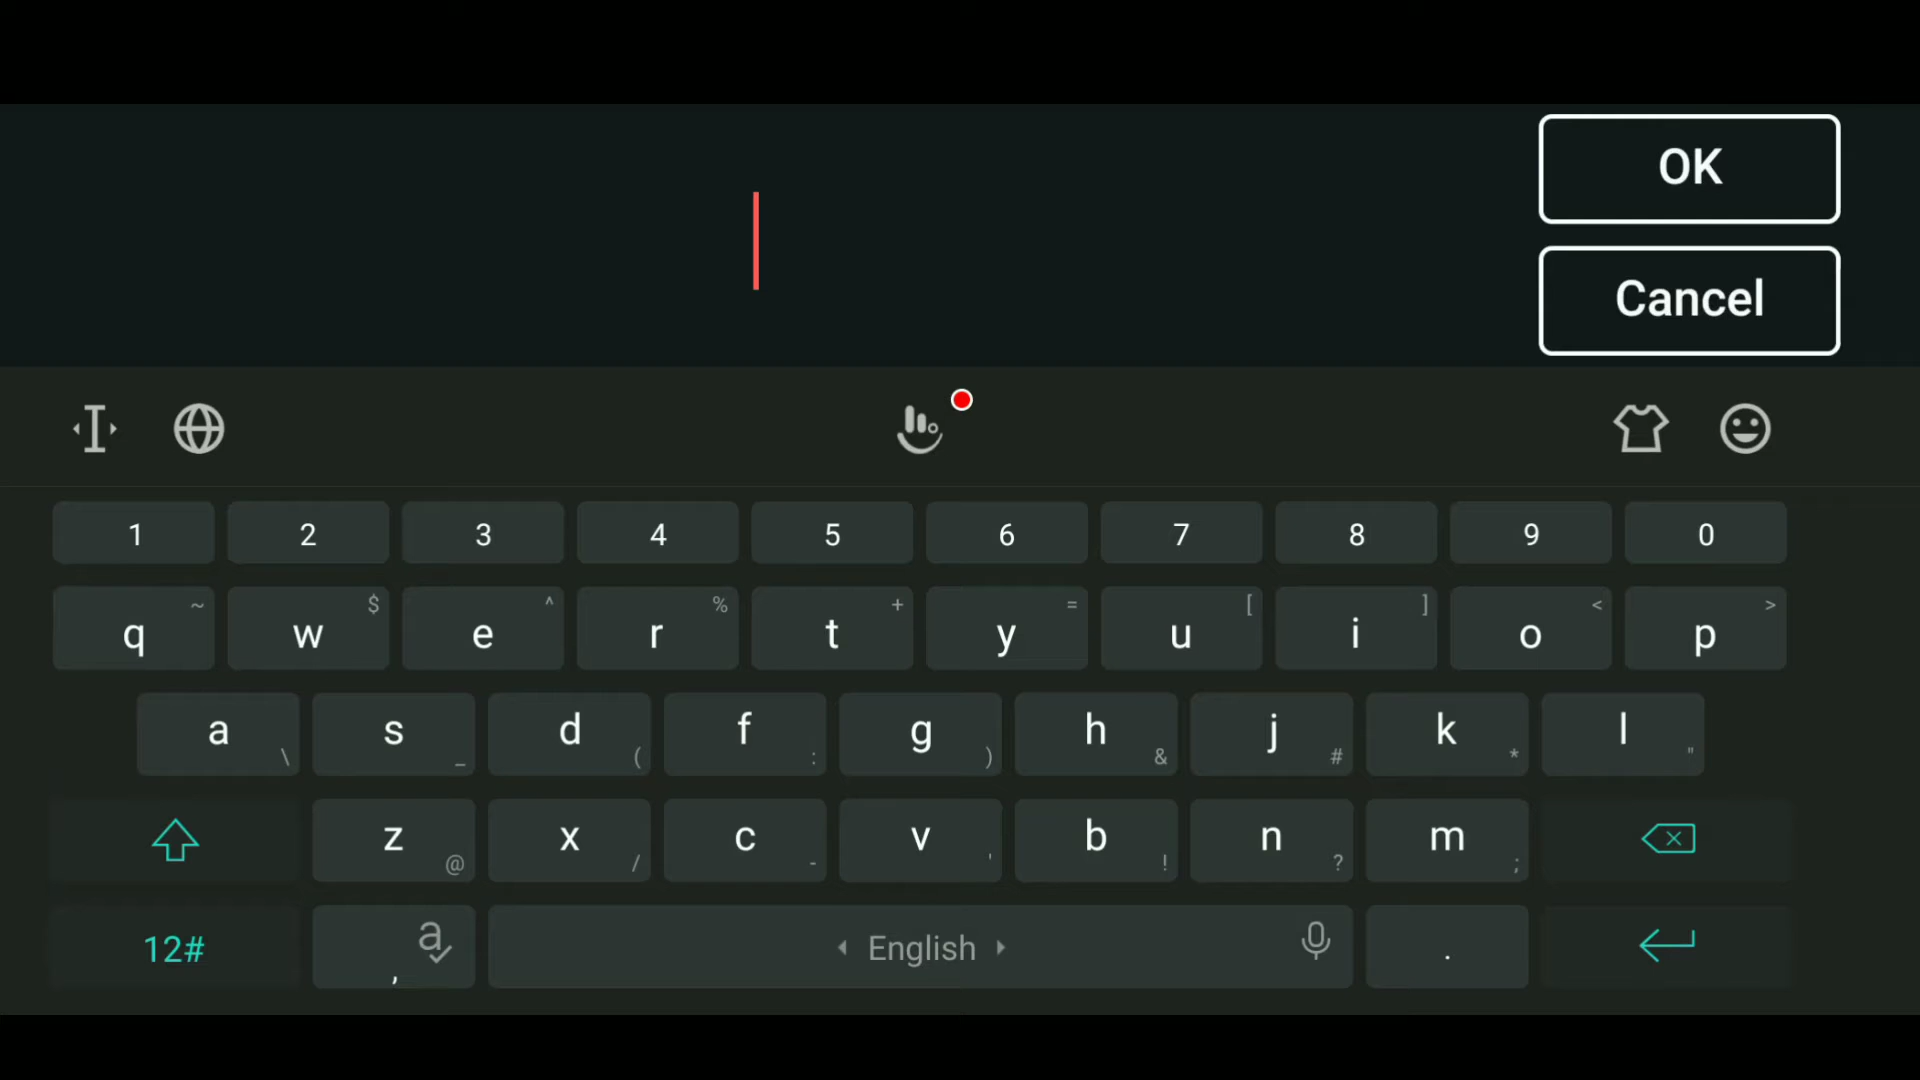 OK
Cancel
1 2 3 4 5 6 7 8 9 0
~ $ ^ % + = [ ] < >
q w e r t y u i o p
a s d f g h j k l
\ _ ( : ) & # * "
z x c v b n m
@ / - ' ! ? ;
12# , a English .